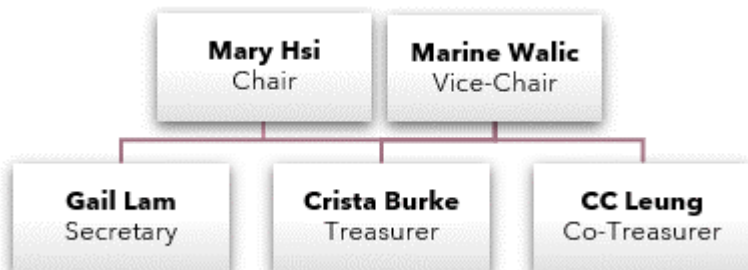 Mary Hsi
Chair
Marine Walic
Vice-Chair
Gail Lam
Secretary
Crista Burke
Treasurer
CC Leung
Co-Treasurer